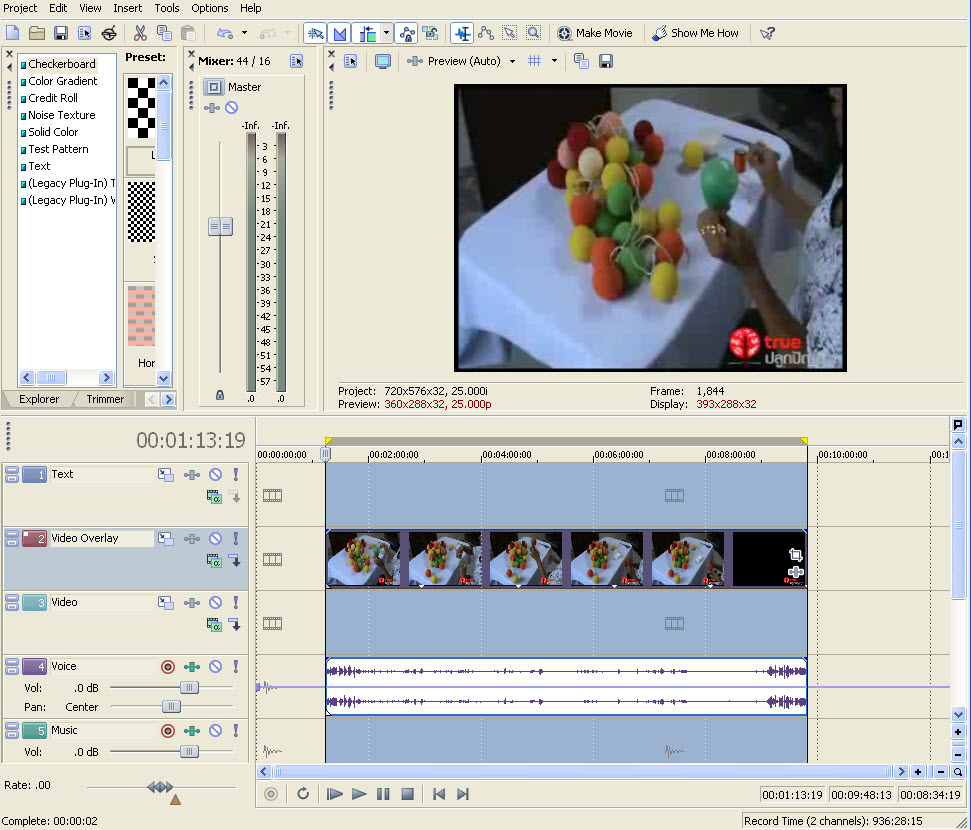 Project Edit View Insert Tools Options Help
Make Movie
Show Me How
Checkerboard
Color Gradient
Credit Roll
Noise Texture
Solid Color
Test Pattern
Text
(Legacy Plug-In) T
(Legacy Plug-In) W
Preset:
L
Hor
Explorer
Trimmer
Mixer: 44 / 16
Master
-Inf. -Inf.
3
6
9
12
15
18
21
24
27
30
33
36
39
42
45
48
51
54
57
.0 .0
Preview (Auto)
true
ปลูกปัญญา
Project: 720x576x32, 25.000i
Preview: 360x288x32, 25.000p
Frame: 1,844
Display: 393x288x32
00:01:13:19
00:00:00:00 00:02:00:00 00:04:00:00 00:06:00:00 00:08:00:00 00:10:00:00 00:1
1 Text
2 Video Overlay
3 Video
4 Voice
Vol: .0 dB
Pan: Center
5 Music
Vol: .0 dB
Rate: .00
00:01:13:19 00:09:48:13 00:08:34:19
Complete: 00:00:02
Record Time (2 channels): 936:28:15